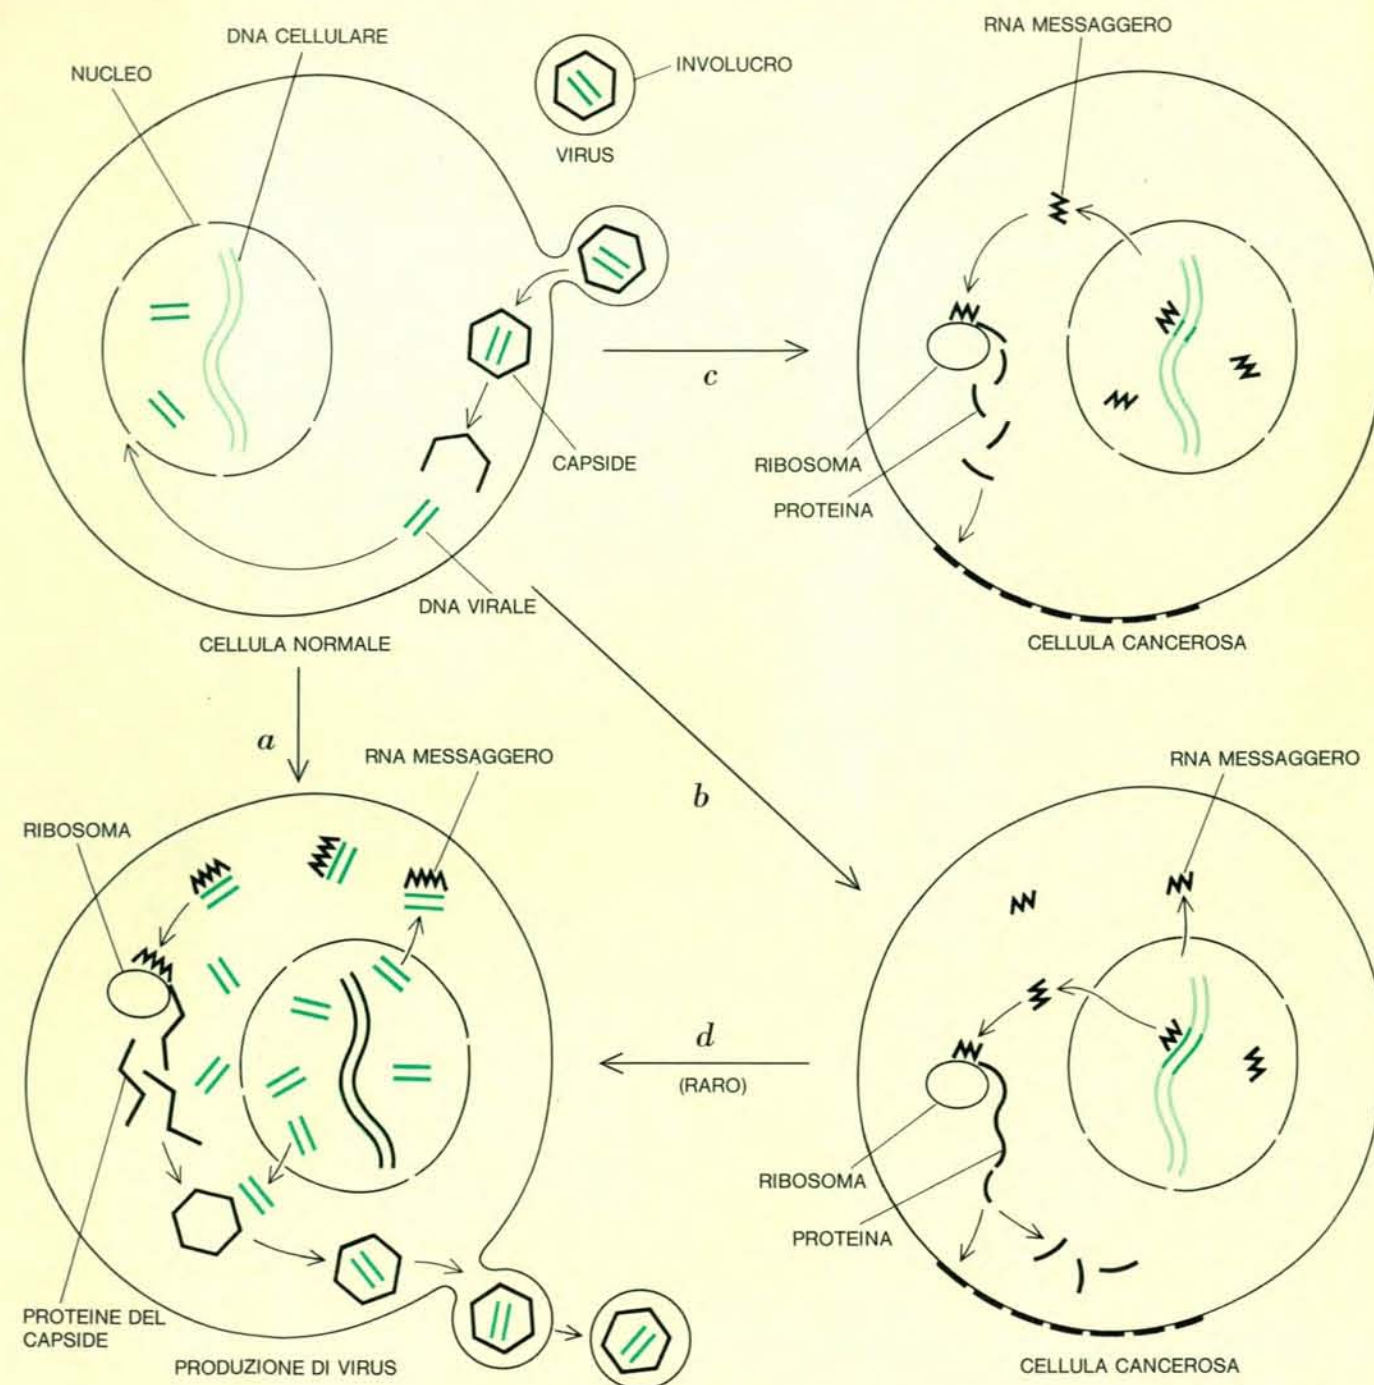 DNA CELLULARE
NUCLEO
INVOLUCRO
VIRUS
CAPSIDE
DNA VIRALE
CELLULA NORMALE
c
RNA MESSAGGERO
RIBOSOMA
PROTEINA
CELLULA CANCEROSA
a
b
RNA MESSAGGERO
RIBOSOMA
PROTEINE DEL
CAPSIDE
PRODUZIONE DI VIRUS
d
(RARO)
RNA MESSAGGERO
RIBOSOMA
PROTEINA
CELLULA CANCEROSA